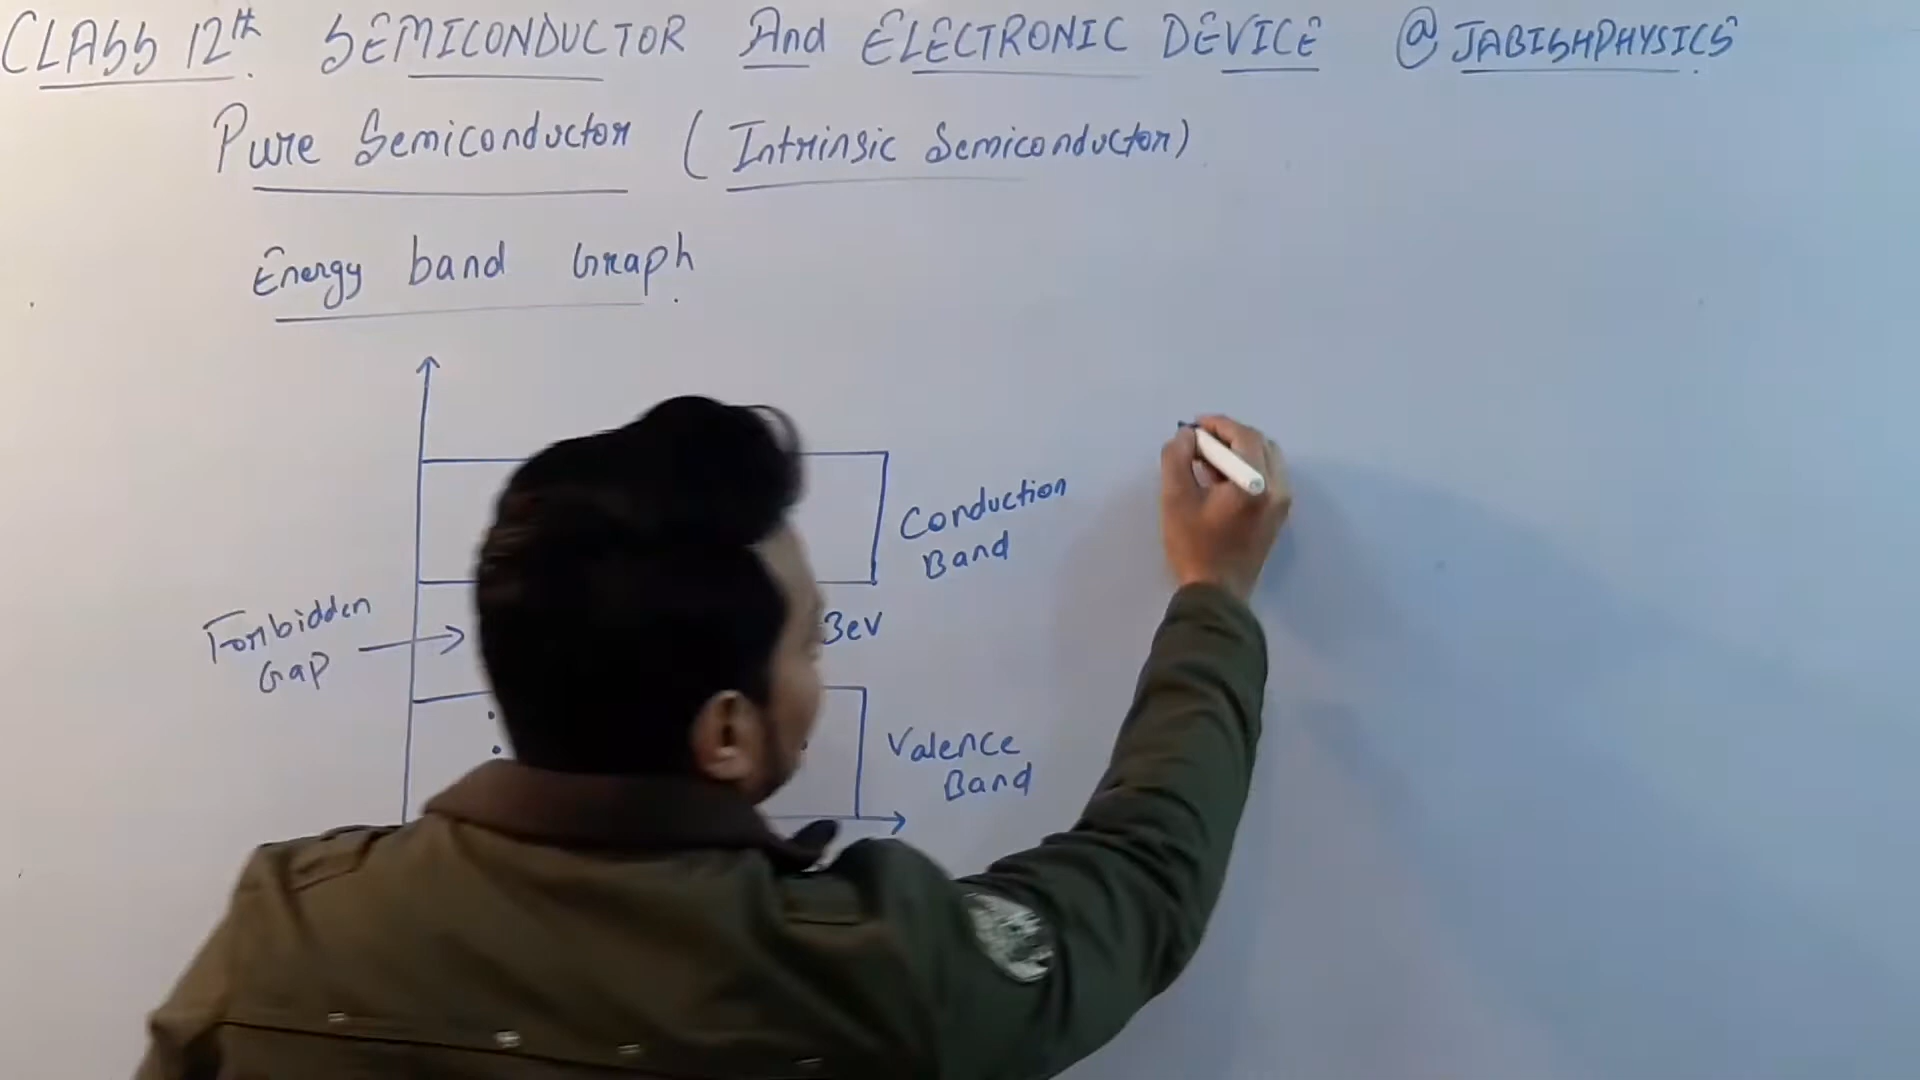 CLASS 12th SEMICONDUCTOR And ELECTRONIC DEVICE @JABISHPHYSICS
Pure Semiconductor (Intrinsic Semiconductor)
Energy band Graph
Conduction
Band
Forbidden
Gap
3ev
Valence
Band